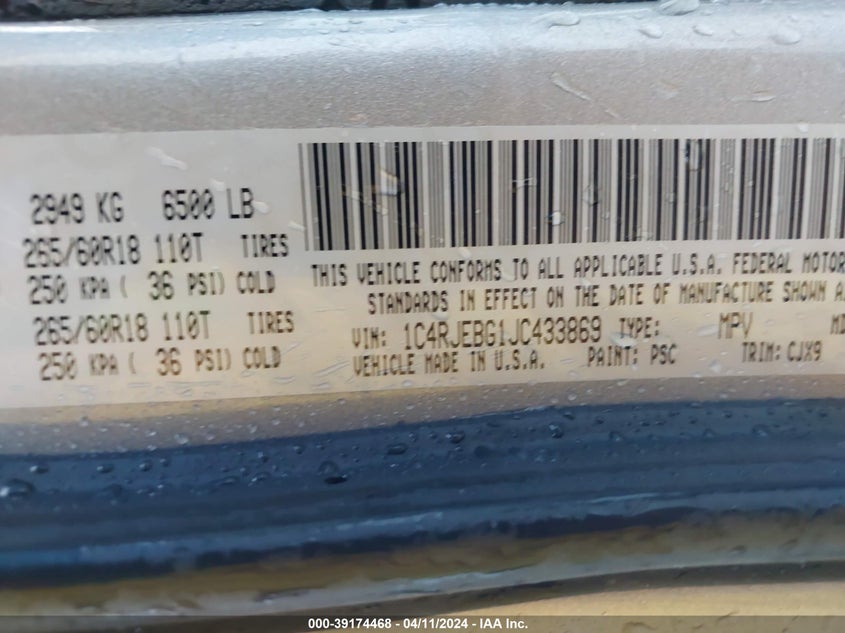 2949 KG 6500 LB
265/60R18 110T TIRES
250 KPA ( 36 PSI) COLD
265/60R18 110T TIRES
250 KPA ( 36 PSI) COLD
THIS VEHICLE CONFORMS TO ALL APPLICABLE U.S.A. FEDERAL MOTOR
STANDARDS IN EFFECT ON THE DATE OF MANUFACTURE SHOWN A
VIN: 1C4RJEBG1JC433869 TYPE: MPV MD
VEHICLE MADE IN U.S.A. PAINT: PSC TRIM: CJX9
000-39174468 - 04/11/2024 - IAA Inc.